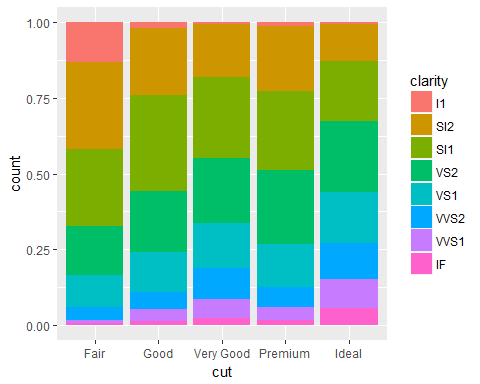 1.00
0.75
0.50
0.25
0.00
count
Fair
Good
Very Good
Premium
Ideal
cut
clarity
I1
SI2
SI1
VS2
VS1
VVS2
VVS1
IF